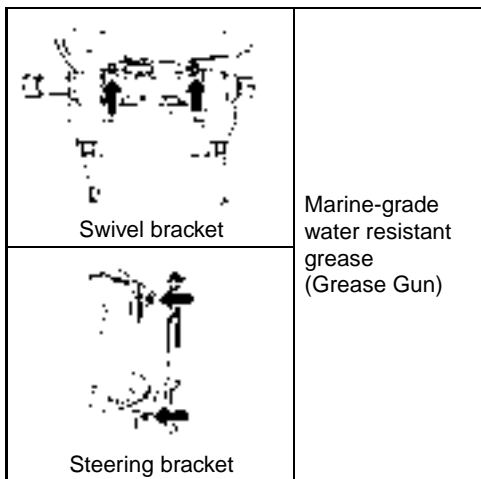 Swivel bracket
Marine-grade
water resistant
grease
(Grease Gun)
Steering bracket